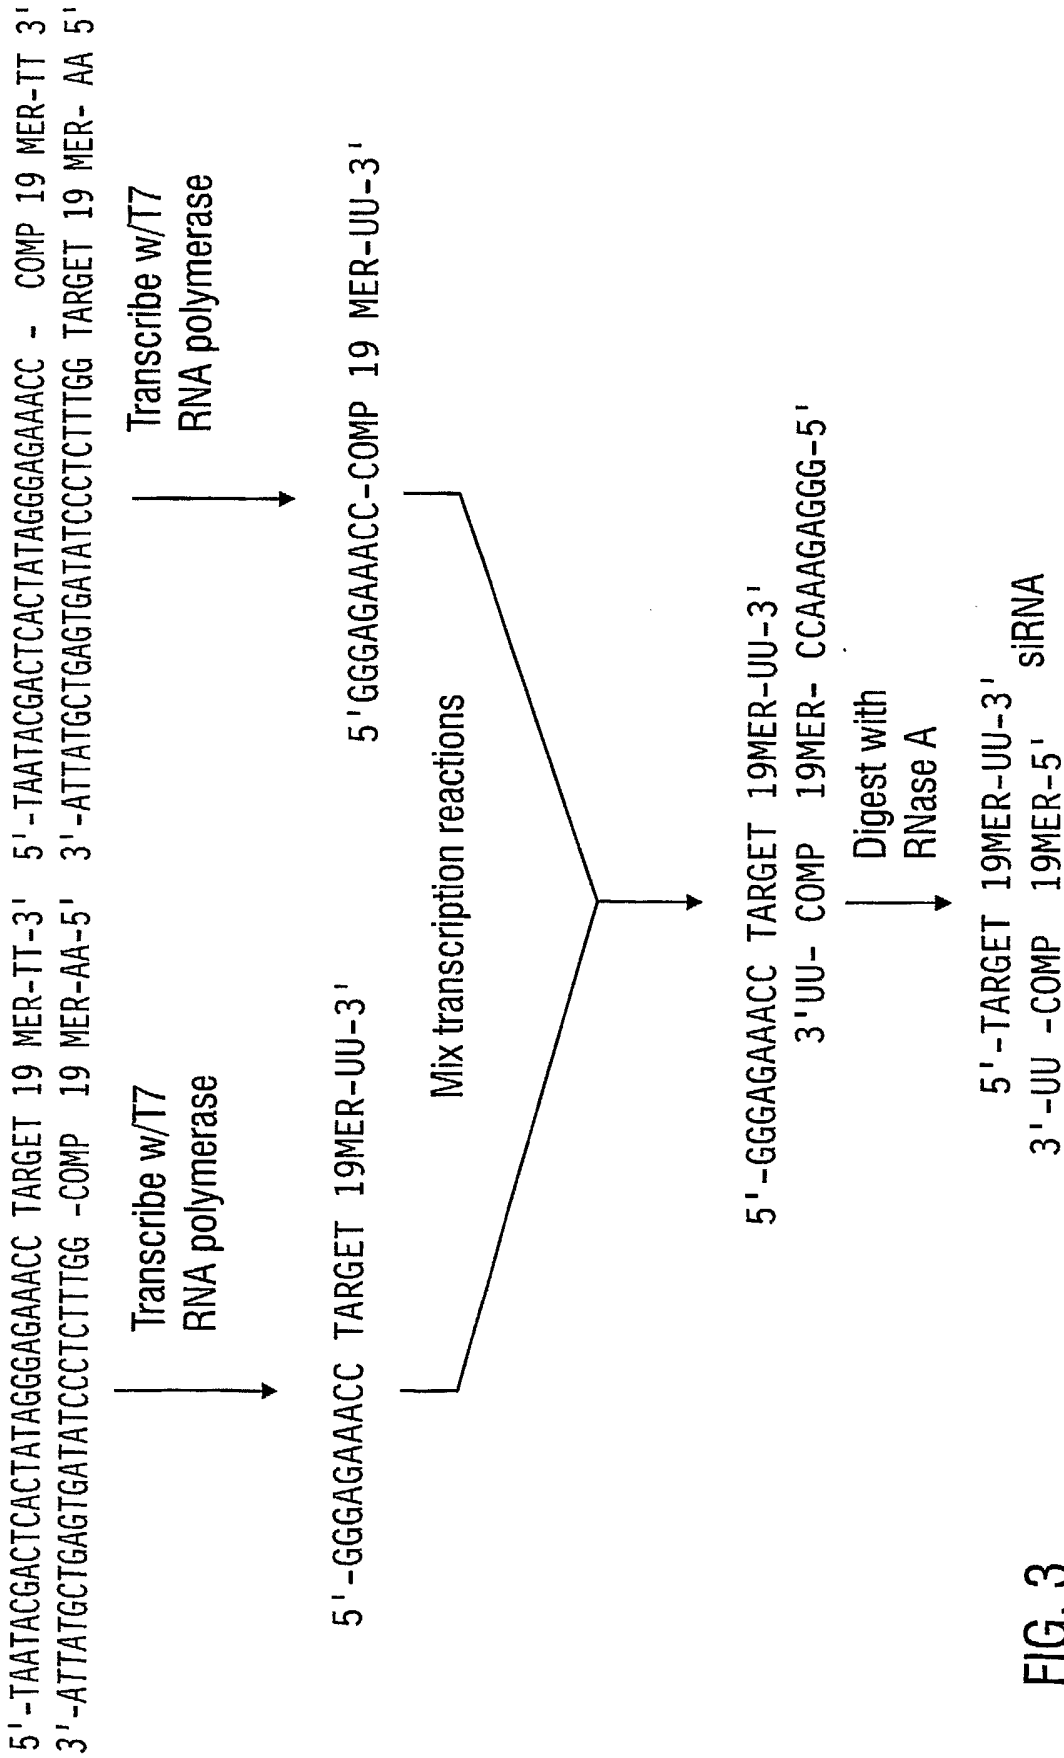 5'-TAATACGACTCACTATAGGGAGAAACC TARGET 19 MER-TT-3' 5'-TAATACGACTCACTATAGGGAGAAACC - COMP 19 MER-TT 3'
3'-ATTATGCTGAGTGATATCCCTCTTTGG -COMP 19 MER-AA-5' 3'-ATTATGCTGAGTGATATCCCTCTTTGG TARGET 19 MER- AA 5'
Transcribe w/T7
RNA polymerase
Transcribe w/T7
RNA polymerase
5'-GGGAGAAACC TARGET 19MER-UU-3'
5'GGGAGAAACC-COMP 19 MER-UU-3'
Mix transcription reactions
5'-GGGAGAAACC TARGET 19MER-UU-3'
3'UU- COMP 19MER- CCAAAGAGGG-5'
Digest with
RNase A
5'-TARGET 19MER-UU-3'
3'-UU -COMP 19MER-5'
siRNA
FIG. 3